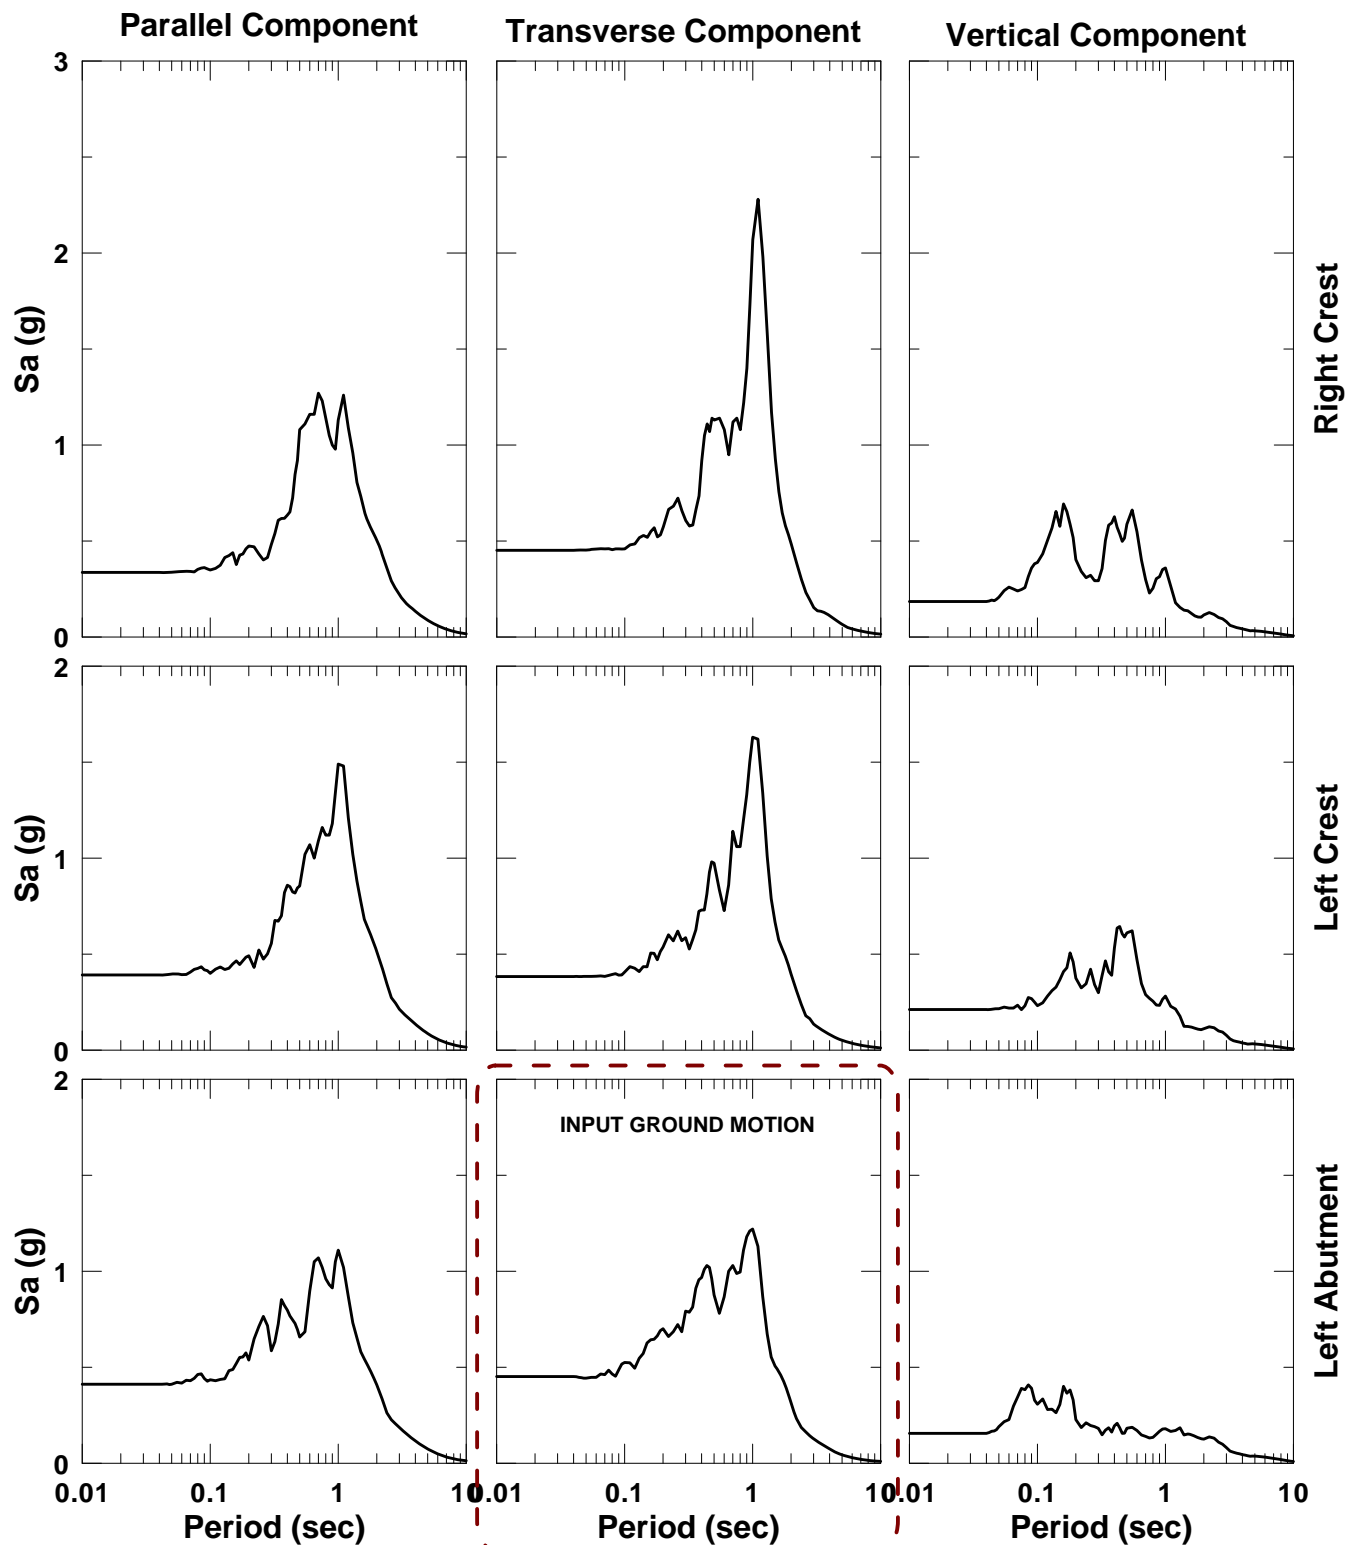 Parallel Component
Transverse Component
Vertical Component
3
2
1
0
Sa (g)
Right Crest
2
1
0
Sa (g)
Left Crest
INPUT GROUND MOTION
2
1
0
Sa (g)
Left Abutment
0.01 0.1 1 10
0.01 0.1 1 10
0.01 0.1 1 10
Period (sec)
Period (sec)
Period (sec)